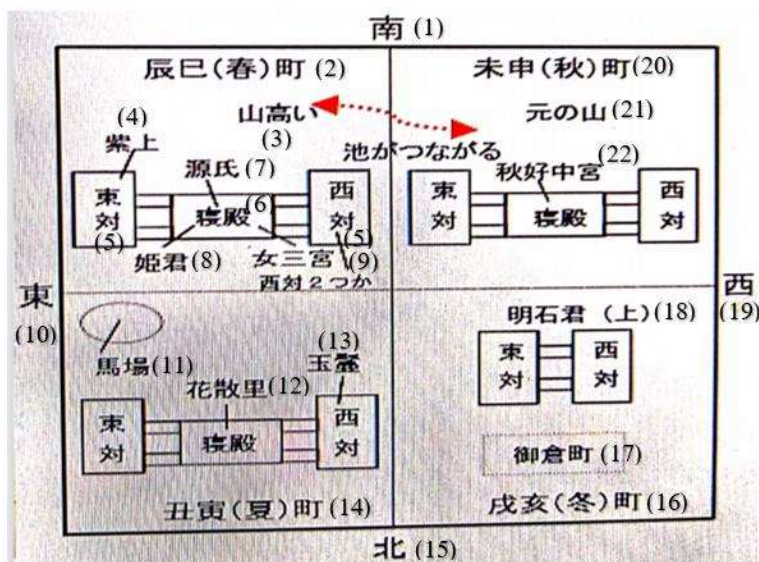 南 (1)
辰巳(春)町 (2)
未申(秋)町 (20)
山高い
(3)
元の山 (21)
(4)
紫上
池がつながる
源氏 (7)
秋好中宮
(22)
東
対
(5)
寝殿
(6)
西
対
(5)
東
対
寝殿
西
対
姫君 (8)
女三宮
(9)
西対2つか
東
(10)
西
(19)
明石君 (上) (18)
東
対
西
対
馬場 (11)
(13)
玉鬘
花散里 (12)
東
対
寝殿
西
対
御倉町 (17)
丑寅(夏)町 (14)
戌亥(冬)町 (16)
北 (15)